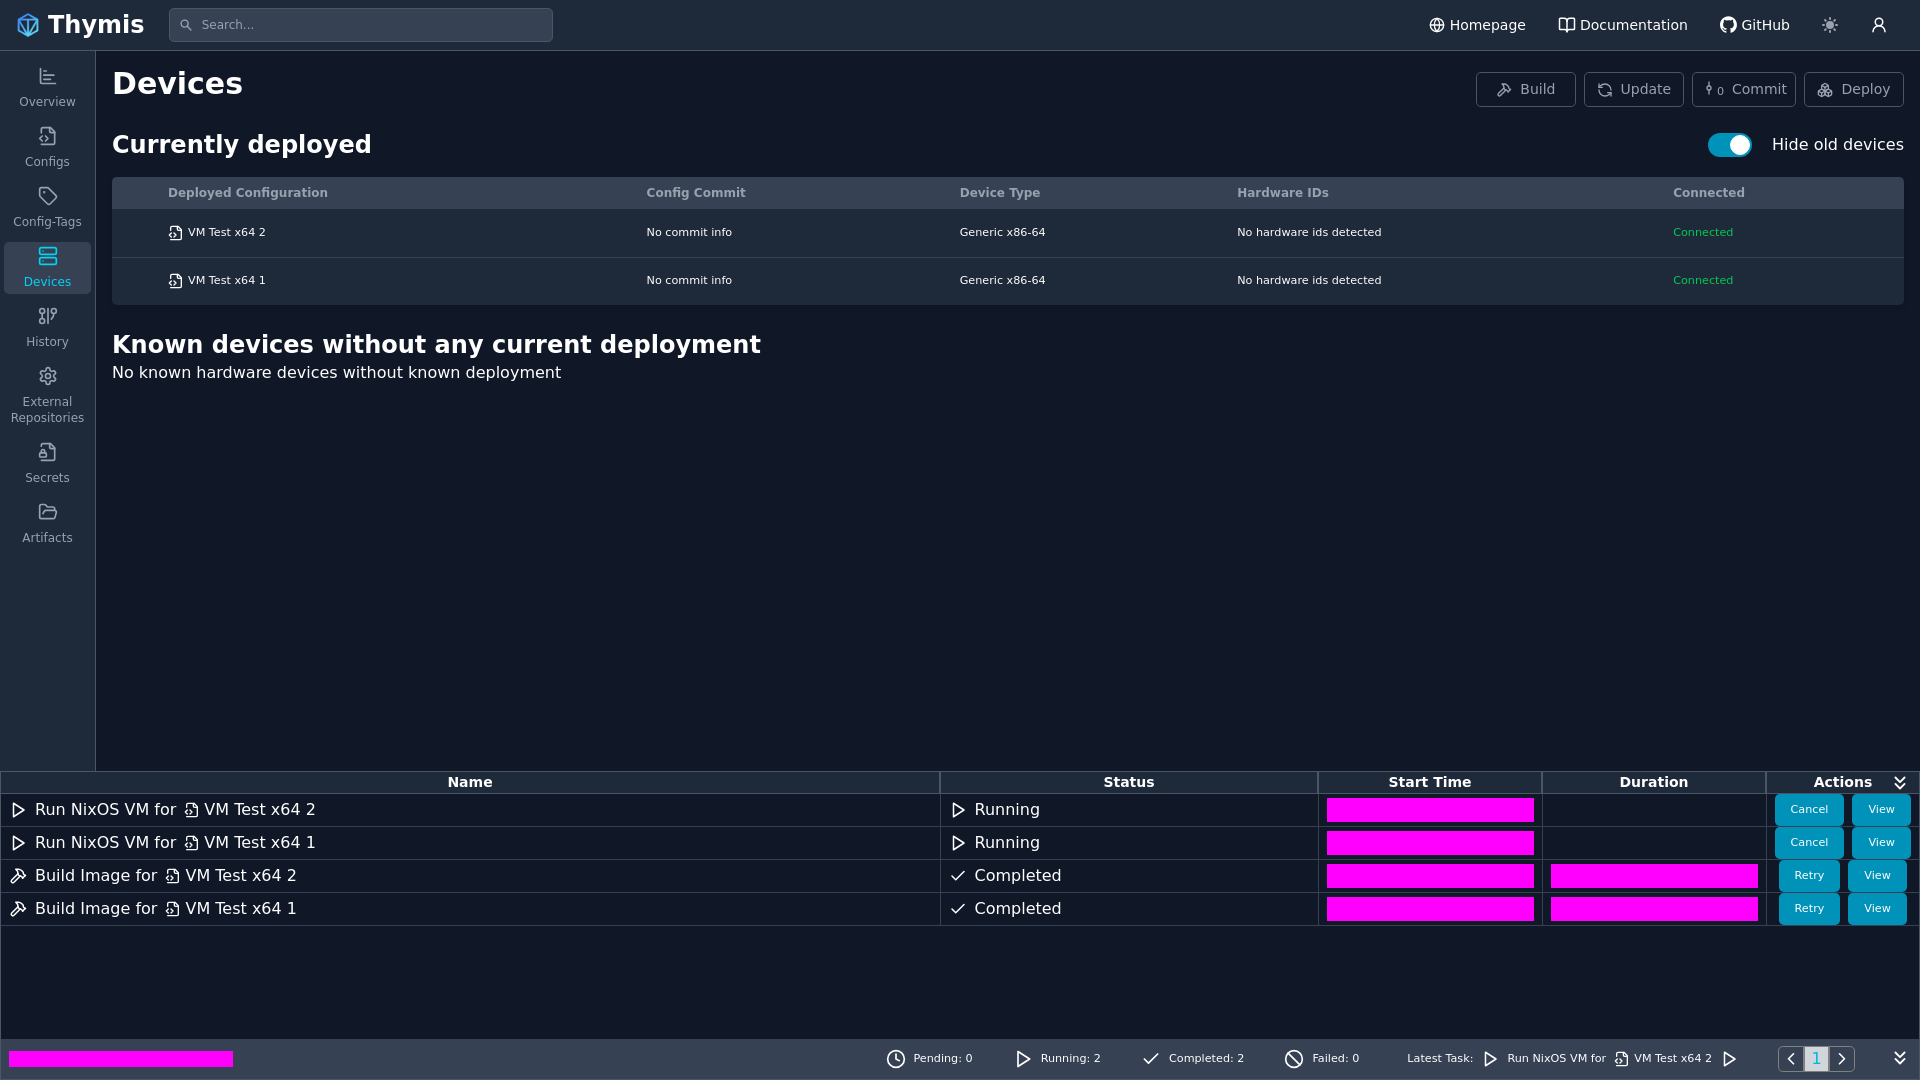 Thymis
Search...
Homepage
Documentation
GitHub
Overview
Configs
Config-Tags
Devices
History
External
Repositories
Secrets
Artifacts
Devices
Build
Update
0 Commit
Deploy
Currently deployed
Hide old devices
Deployed Configuration Config Commit Device Type Hardware IDs Connected
VM Test x64 2 No commit info Generic x86-64 No hardware ids detected Connected
VM Test x64 1 No commit info Generic x86-64 No hardware ids detected Connected
Known devices without any current deployment
No known hardware devices without known deployment
Name Status Start Time Duration Actions
Run NixOS VM for VM Test x64 2 Running Cancel View
Run NixOS VM for VM Test x64 1 Running Cancel View
Build Image for VM Test x64 2 Completed Retry View
Build Image for VM Test x64 1 Completed Retry View
Pending: 0 Running: 2 Completed: 2 Failed: 0 Latest Task: Run NixOS VM for VM Test x64 2 1